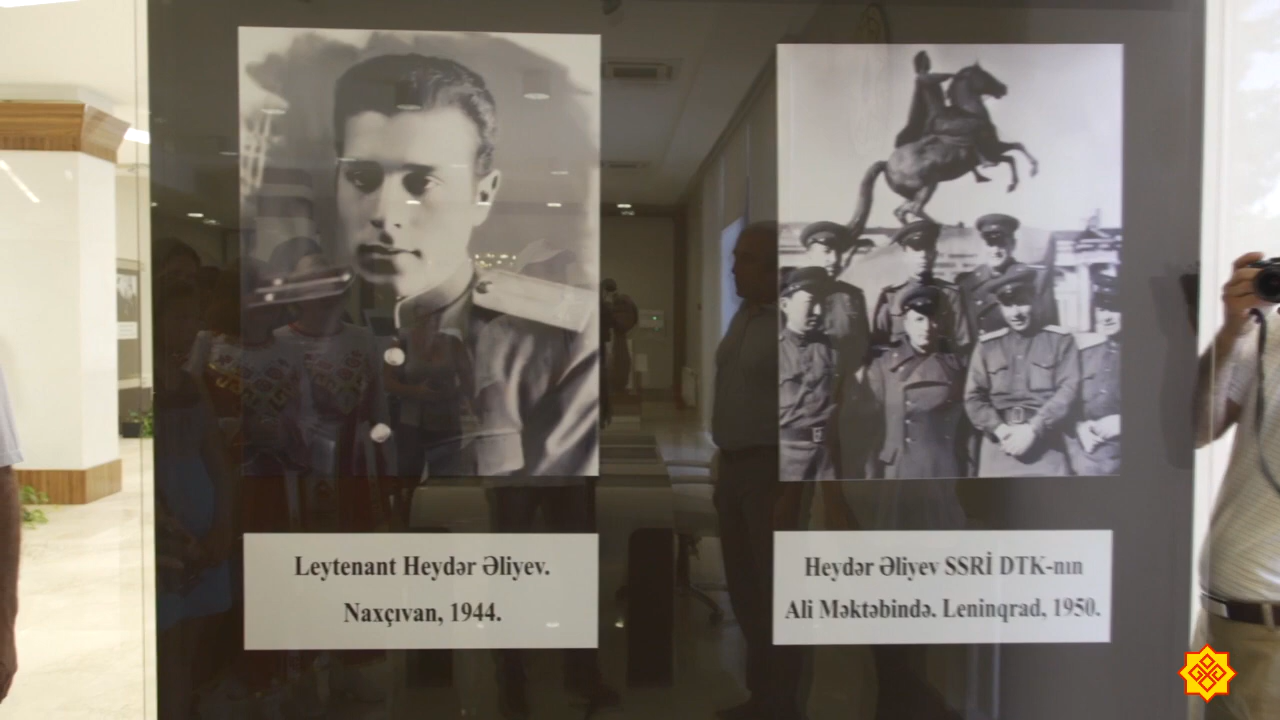 Leytenant Heydər Əliyev.
Naxçıvan, 1944.
Heydər Əliyev SSRİ DTK-nın
Ali Məktəbində. Leninqrad, 1950.